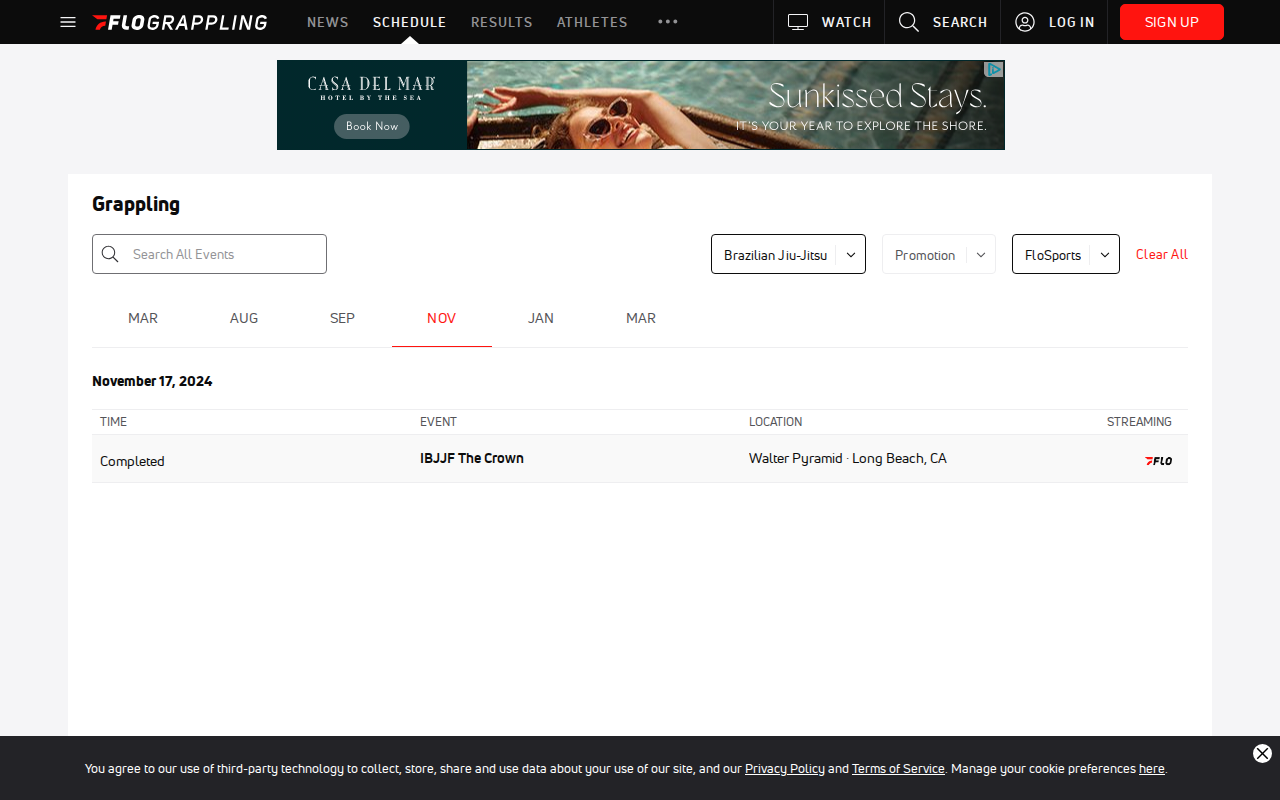 FLOGRAPPLING NEWS SCHEDULE RESULTS ATHLETES ••• WATCH SEARCH LOG IN SIGN UP
CASA DEL MAR
HOTEL BY THE SEA
Book Now
Sunkissed Stays.
IT'S YOUR YEAR TO EXPLORE THE SHORE.
Grappling
Search All Events Brazilian Jiu-Jitsu Promotion FloSports Clear All
MAR AUG SEP NOV JAN MAR
November 17, 2024
TIME EVENT LOCATION STREAMING
Completed IBJJF The Crown Walter Pyramid · Long Beach, CA FLO
You agree to our use of third-party technology to collect, store, share and use data about your use of our site, and our Privacy Policy and Terms of Service. Manage your cookie preferences here.